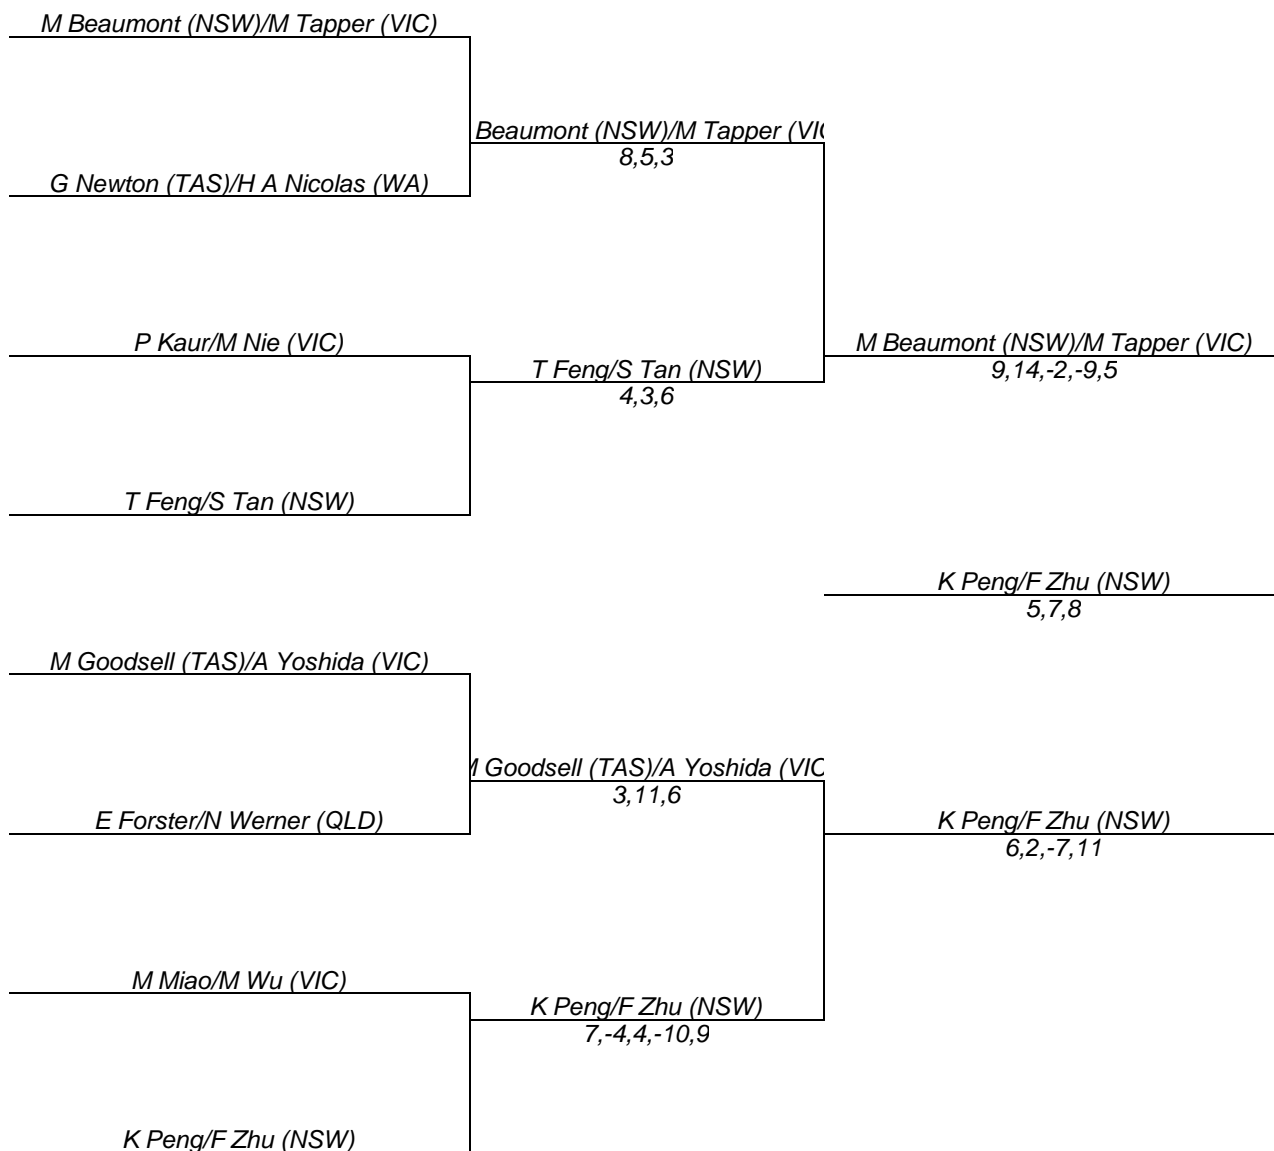 M Beaumont (NSW)/M Tapper (VIC)
Beaumont (NSW)/M Tapper (VIC
8,5,3
G Newton (TAS)/H A Nicolas (WA)
P Kaur/M Nie (VIC)
M Beaumont (NSW)/M Tapper (VIC)
9,14,-2,-9,5
T Feng/S Tan (NSW)
4,3,6
T Feng/S Tan (NSW)
K Peng/F Zhu (NSW)
5,7,8
M Goodsell (TAS)/A Yoshida (VIC)
M Goodsell (TAS)/A Yoshida (VIC
3,11,6
E Forster/N Werner (QLD)
K Peng/F Zhu (NSW)
6,2,-7,11
M Miao/M Wu (VIC)
K Peng/F Zhu (NSW)
7,-4,4,-10,9
K Peng/F Zhu (NSW)